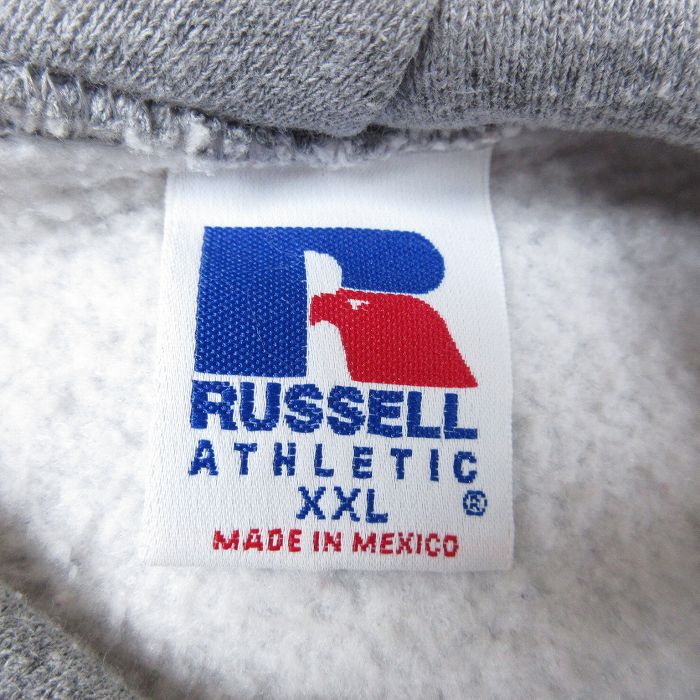 RUSSELL
ATHLETIC
XXL ®
MADE IN MEXICO